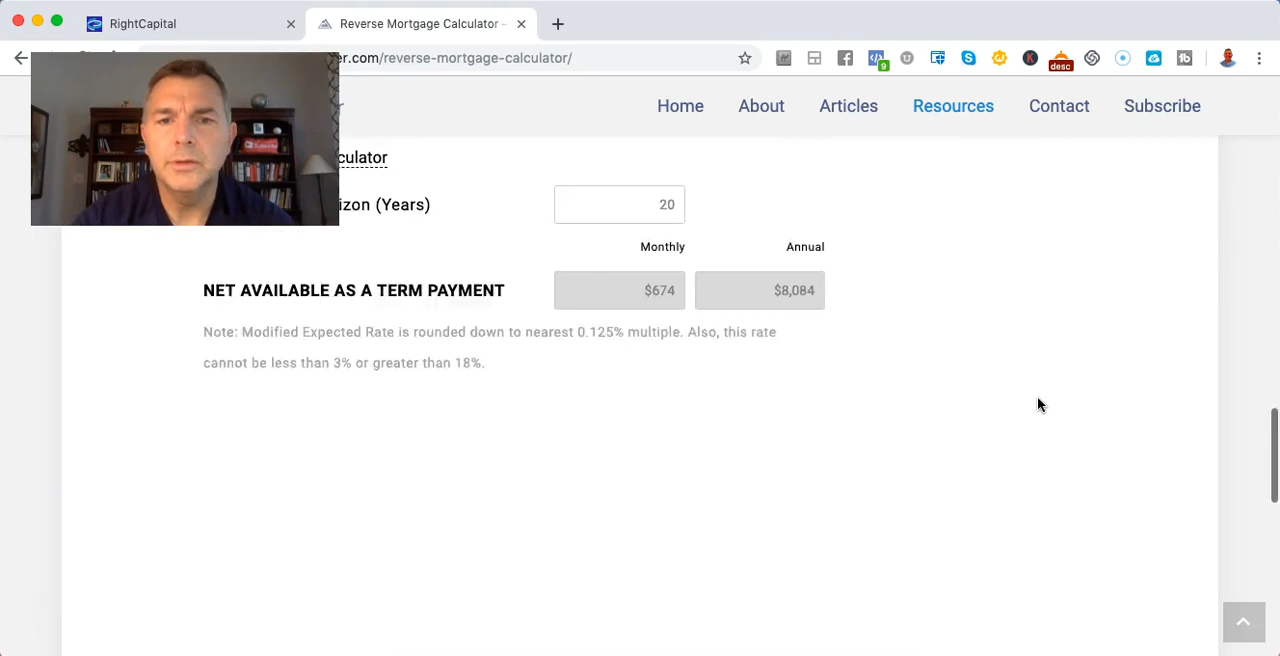 RightCapital
Reverse Mortgage Calculator –
er.com/reverse-mortgage-calculator/
9
desc
K
r
Home About Articles Resources Contact Subscribe
culator
izon (Years)
20
Monthly Annual
NET AVAILABLE AS A TERM PAYMENT $674 $8,084
Note: Modified Expected Rate is rounded down to nearest 0.125% multiple. Also, this rate
cannot be less than 3% or greater than 18%.